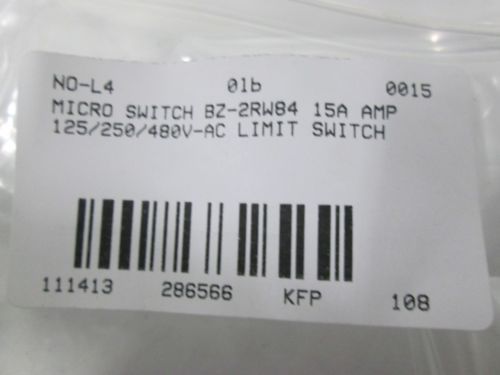 NO-L4 01b 0015
MICRO SWITCH BZ-2RW84 15A AMP
125/250/480V-AC LIMIT SWITCH
111413 286566 KFP 108